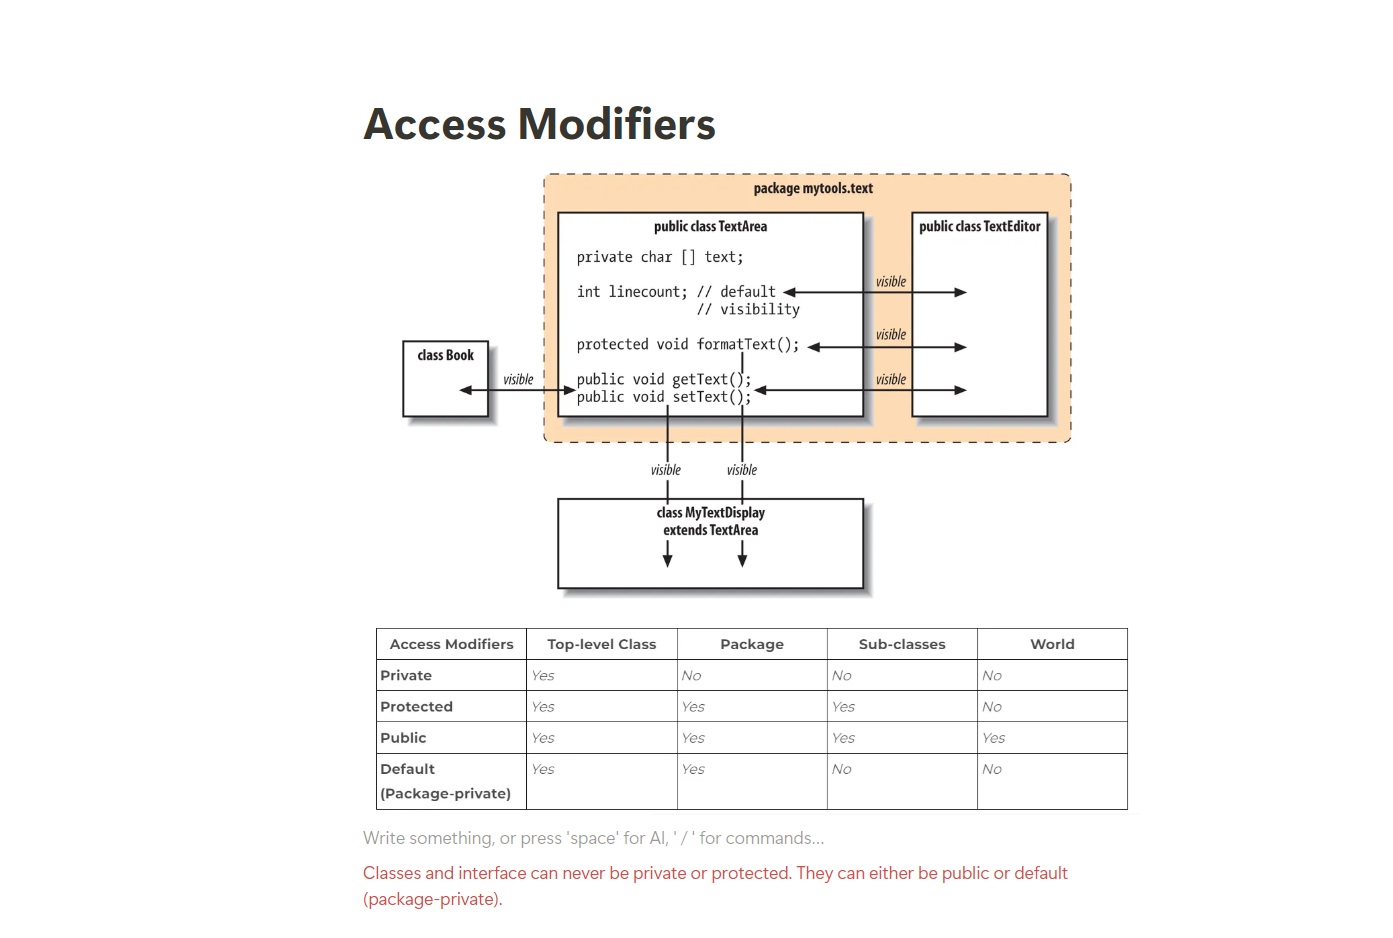 Access Modifiers
package mytools.text
public class TextArea
public class TextEditor
private char [] text;
int linecount; // default
visible
// visibility
protected void formatText();
visible
class Book
visible
public void getText();
visible
public void setText();
visible
visible
class MyTextDisplay
extends TextArea
Access Modifiers Top-level Class Package Sub-classes World
Private Yes No No No
Protected Yes Yes Yes No
Public Yes Yes Yes Yes
Default Yes Yes No No
(Package-private)
Write something, or press 'space' for AI, ' / ' for commands...
Classes and interface can never be private or protected. They can either be public or default
(package-private).